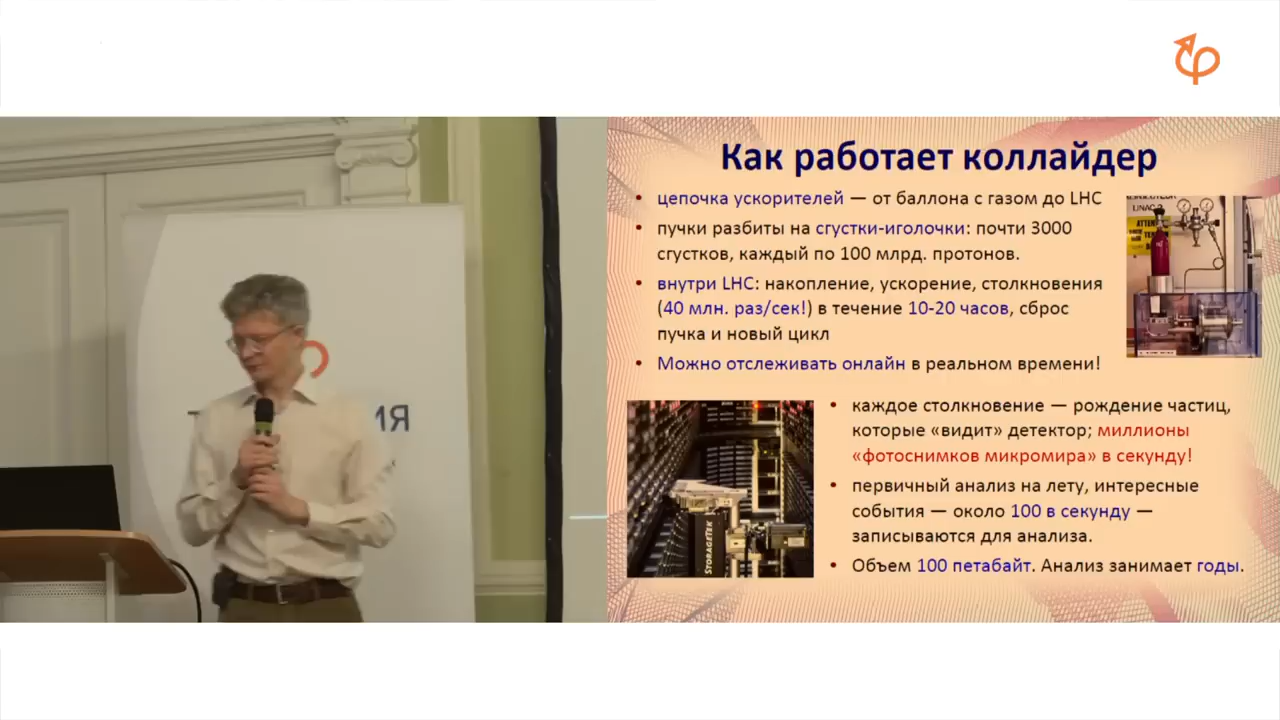 Как работает коллайдер
• цепочка ускорителей — от баллона с газом до LHC
• пучки разбиты на сгустки-иголочки: почти 3000
сгустков, каждый по 100 млрд. протонов.
• внутри LHC: накопление, ускорение, столкновения
(40 млн. раз/сек!) в течение 10-20 часов, сброс
пучка и новый цикл
• Можно отслеживать онлайн в реальном времени!
• каждое столкновение — рождение частиц,
которые «видит» детектор; миллионы
«фотоснимков микромира» в секунду!
• первичный анализ на лету, интересные
события — около 100 в секунду —
записываются для анализа.
• Объем 100 петабайт. Анализ занимает годы.
STORAGETEK